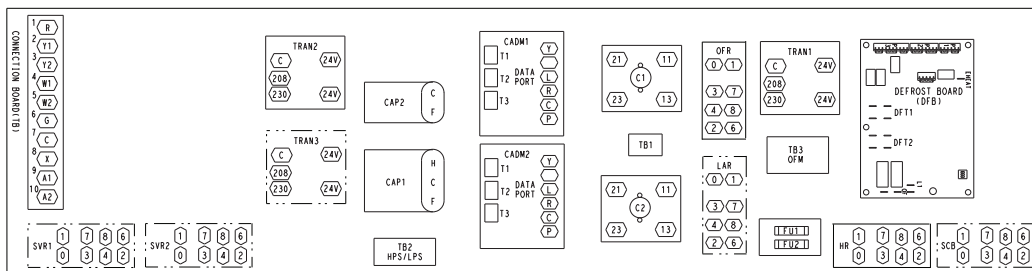 CONNECTION BOARD(TB)
1 R
2 Y1
3 Y2
4 W1
5 W2
6 G
7 C
8 X
9 A1
10 A2
TRAN2
C 24V
208
230 24V
TRAN3
C 24V
208
230 24V
CAP2
C
F
CAP1
H
C
F
CADM1
T1
T2
T3
DATA
PORT
Y
L
R
C
P
CADM2
T1
T2
T3
DATA
PORT
Y
L
R
C
P
21 11
C1
23 13
TB1
21 11
C2
23 13
OFR
0 1
3 7
4 8
2 6
LAR
0 1
3 7
4 8
2 6
TRAN1
C 24V
208
230 24V
TB3
OFM
FU1
FU2
EHEAT
DEFROST BOARD
(DFB)
DFT1
DFT2
L1
SVR1
1 7 8 6
0 3 4 2
SVR2
1 7 8 6
0 3 4 2
TB2
HPS/LPS
HR
1 7 8 6
0 3 4 2
SCB
1 7 8 6
0 3 4 2